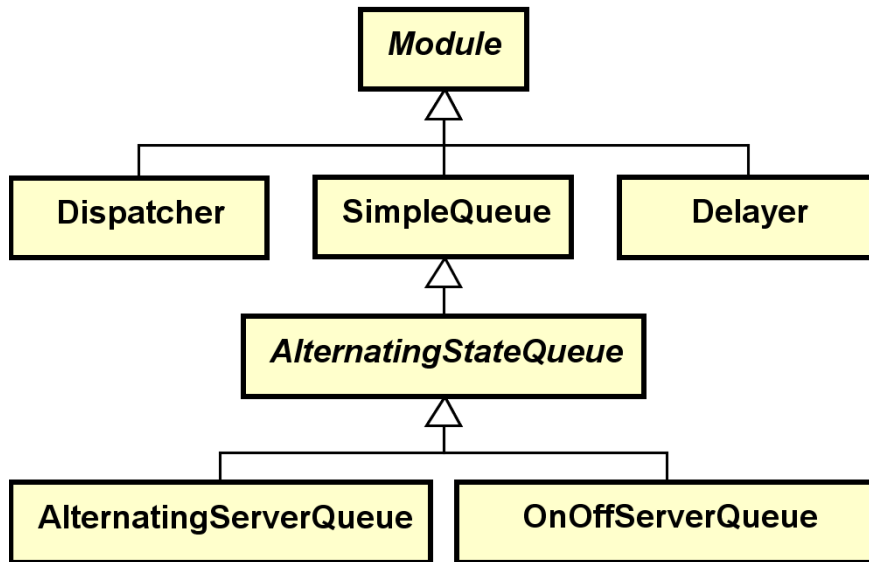 Module
Dispatcher
SimpleQueue
Delayer
AlternatingStateQueue
AlternatingServerQueue
OnOffServerQueue